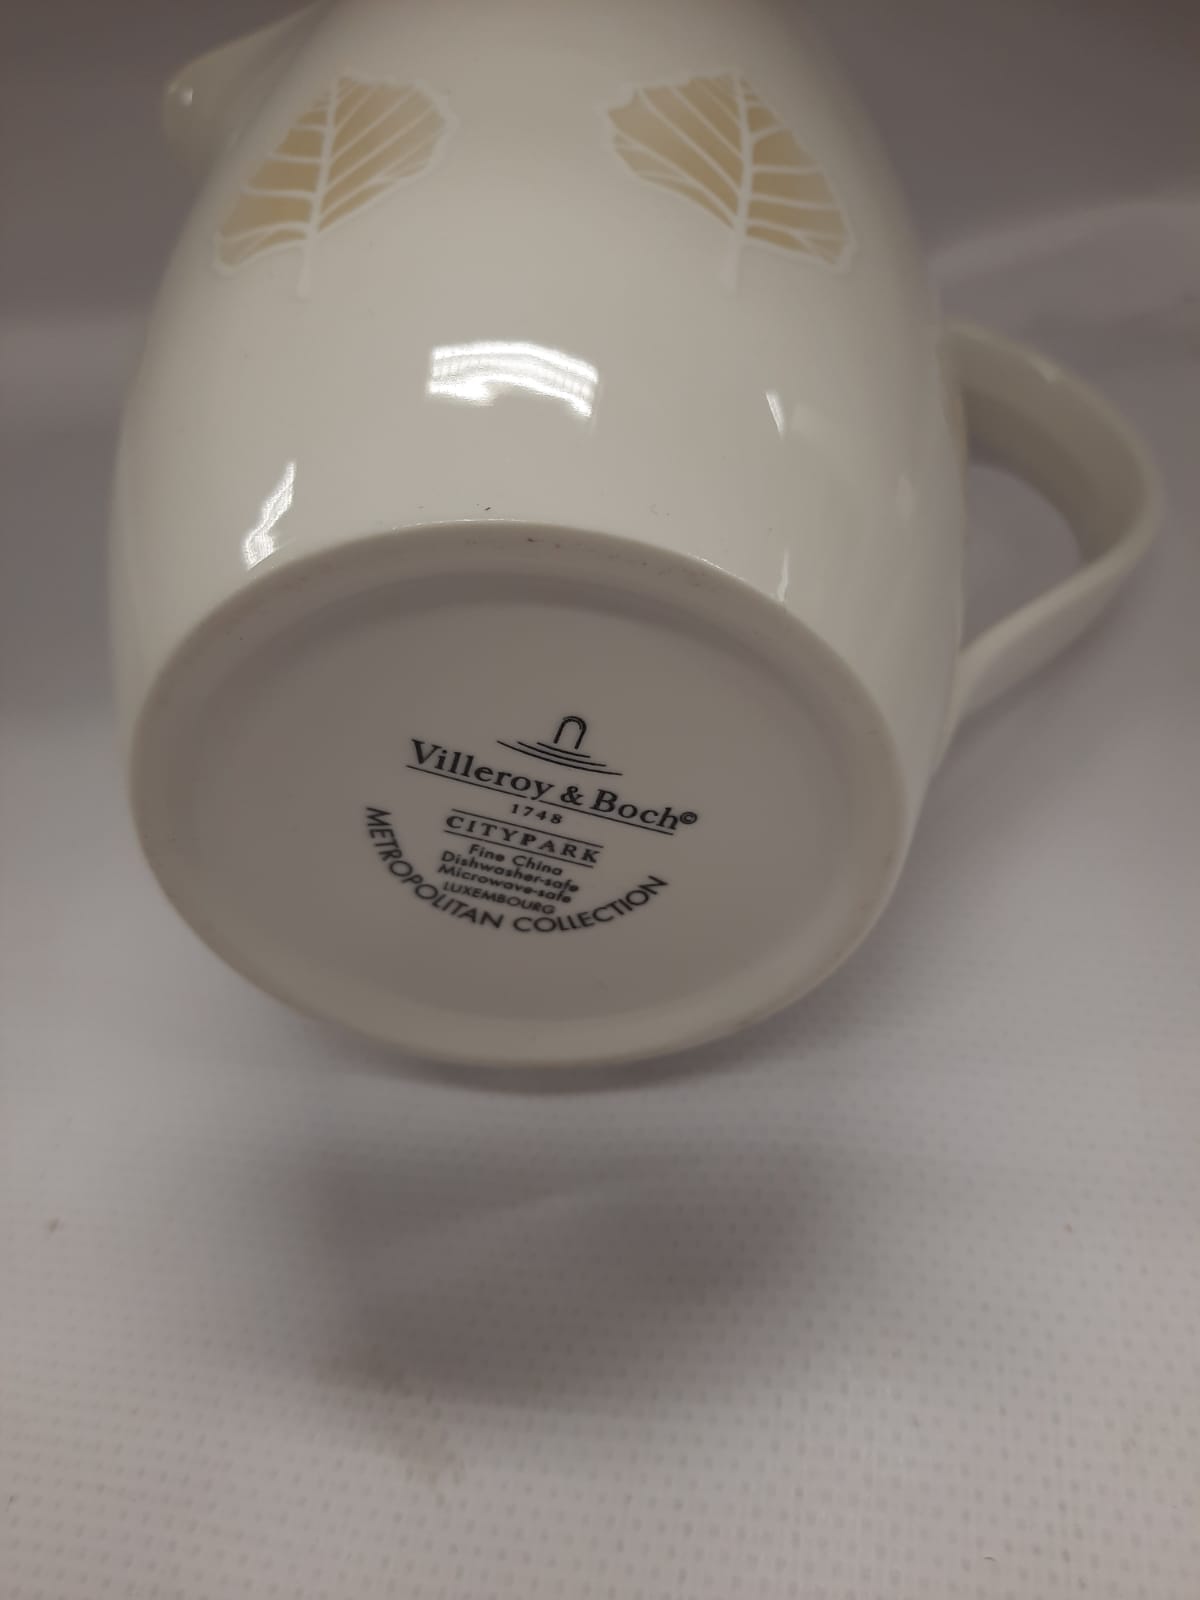 Villeroy & Boch©
1748
CITYPARK
Fine China
Dishwasher-safe
Microwave-safe
LUXEMBOURG
METROPOLITAN COLLECTION